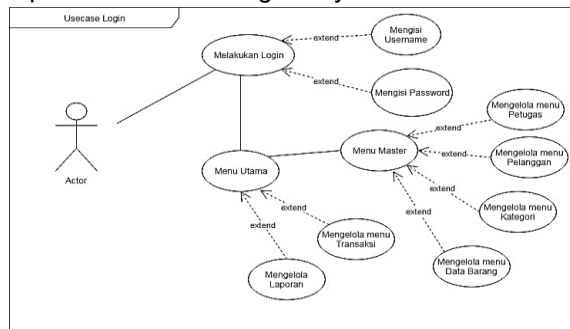 Usecase Login
Mengisi
Username
extend
Melakukan Login
extend
Mengisi Password
Mengelola menu
Petugas
extend
Actor
Menu Utama
Menu Master
extend
Mengelola menu
Pelanggan
extend
Mengelola menu
Kategori
extend
extend
Mengelola menu
Transaksi
extend
Mengelola menu
Data Barang
Mengelola
Laporan